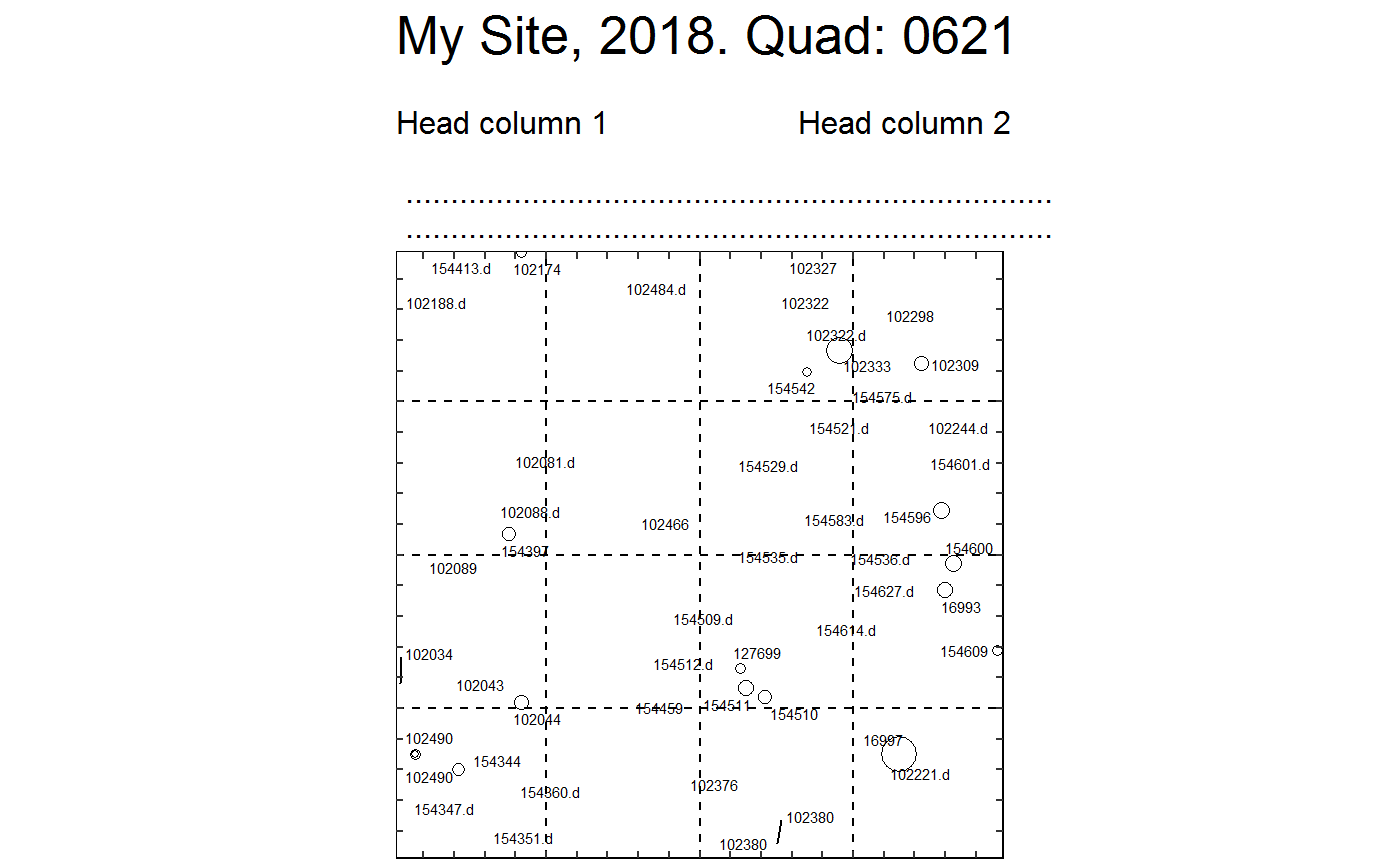 My Site, 2018. Quad: 0621
Head column 1 Head column 2
.........................................................................
.........................................................................
154413.d 102174 102327
102484.d
102188.d 102322
102298
102322.d
102333 102309
154542
154575.d
154521.d 102244.d
102081.d 154529.d 154601.d
102088.d
154583.d 154596
102466
154397 154600
154535.d 154536.d
102089
154627.d
16993
154509.d
154614.d
102034 127699 154609
154512.d
102043
154459 154511
154510
102044
102490 16997
154344
102490 102221.d
154360.d 102376
154347.d
102380
154351.d 102380